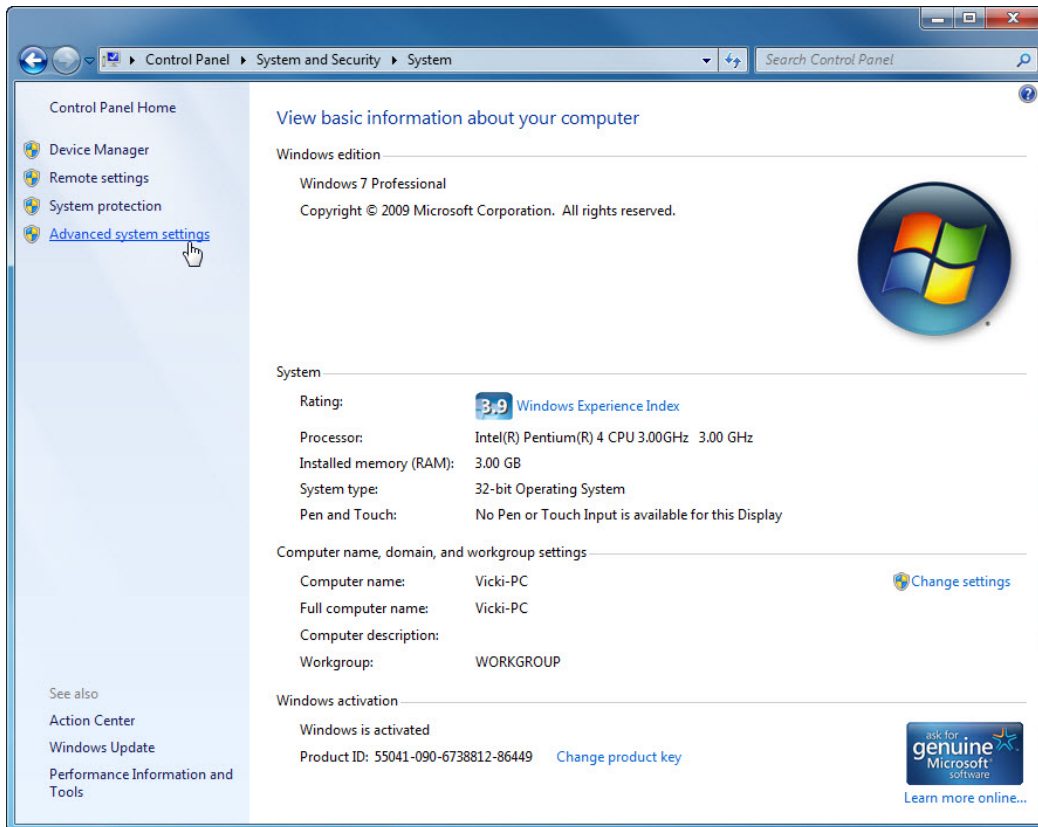 Control Panel ▸ System and Security ▸ System
Search Control Panel
Control Panel Home
Device Manager
Remote settings
System protection
Advanced system settings
See also
Action Center
Windows Update
Performance Information and
Tools
View basic information about your computer
Windows edition
Windows 7 Professional
Copyright © 2009 Microsoft Corporation. All rights reserved.
System
Rating: 3.9 Windows Experience Index
Processor: Intel(R) Pentium(R) 4 CPU 3.00GHz 3.00 GHz
Installed memory (RAM): 3.00 GB
System type: 32-bit Operating System
Pen and Touch: No Pen or Touch Input is available for this Display
Computer name, domain, and workgroup settings
Computer name: Vicki-PC
Change settings
Full computer name: Vicki-PC
Computer description:
Workgroup: WORKGROUP
Windows activation
Windows is activated
Product ID: 55041-090-6738812-86449 Change product key
ask for
genuine
Microsoft
software
Learn more online...